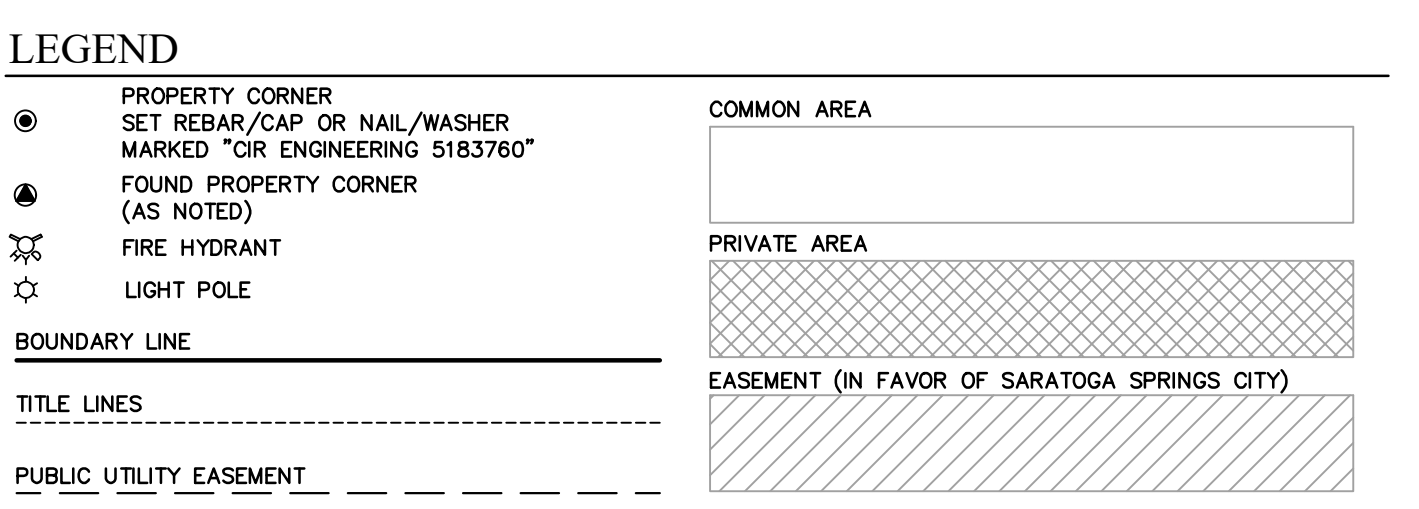 LEGEND
PROPERTY CORNER
SET REBAR/CAP OR NAIL/WASHER
MARKED "CIR ENGINEERING 5183760"
FOUND PROPERTY CORNER
(AS NOTED)
FIRE HYDRANT
LIGHT POLE
BOUNDARY LINE
TITLE LINES
PUBLIC UTILITY EASEMENT
COMMON AREA
PRIVATE AREA
EASEMENT (IN FAVOR OF SARATOGA SPRINGS CITY)